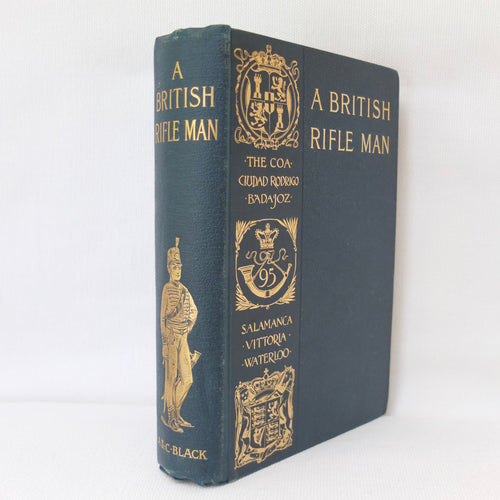 A
BRITISH
RIFLE MAN
A. & C. BLACK
· THE COA ·
CIUDAD RODRIGO
· BADAJOZ ·
95
SALAMANCA
· VITTORIA ·
· WATERLOO ·
A BRITISH
RIFLE MAN